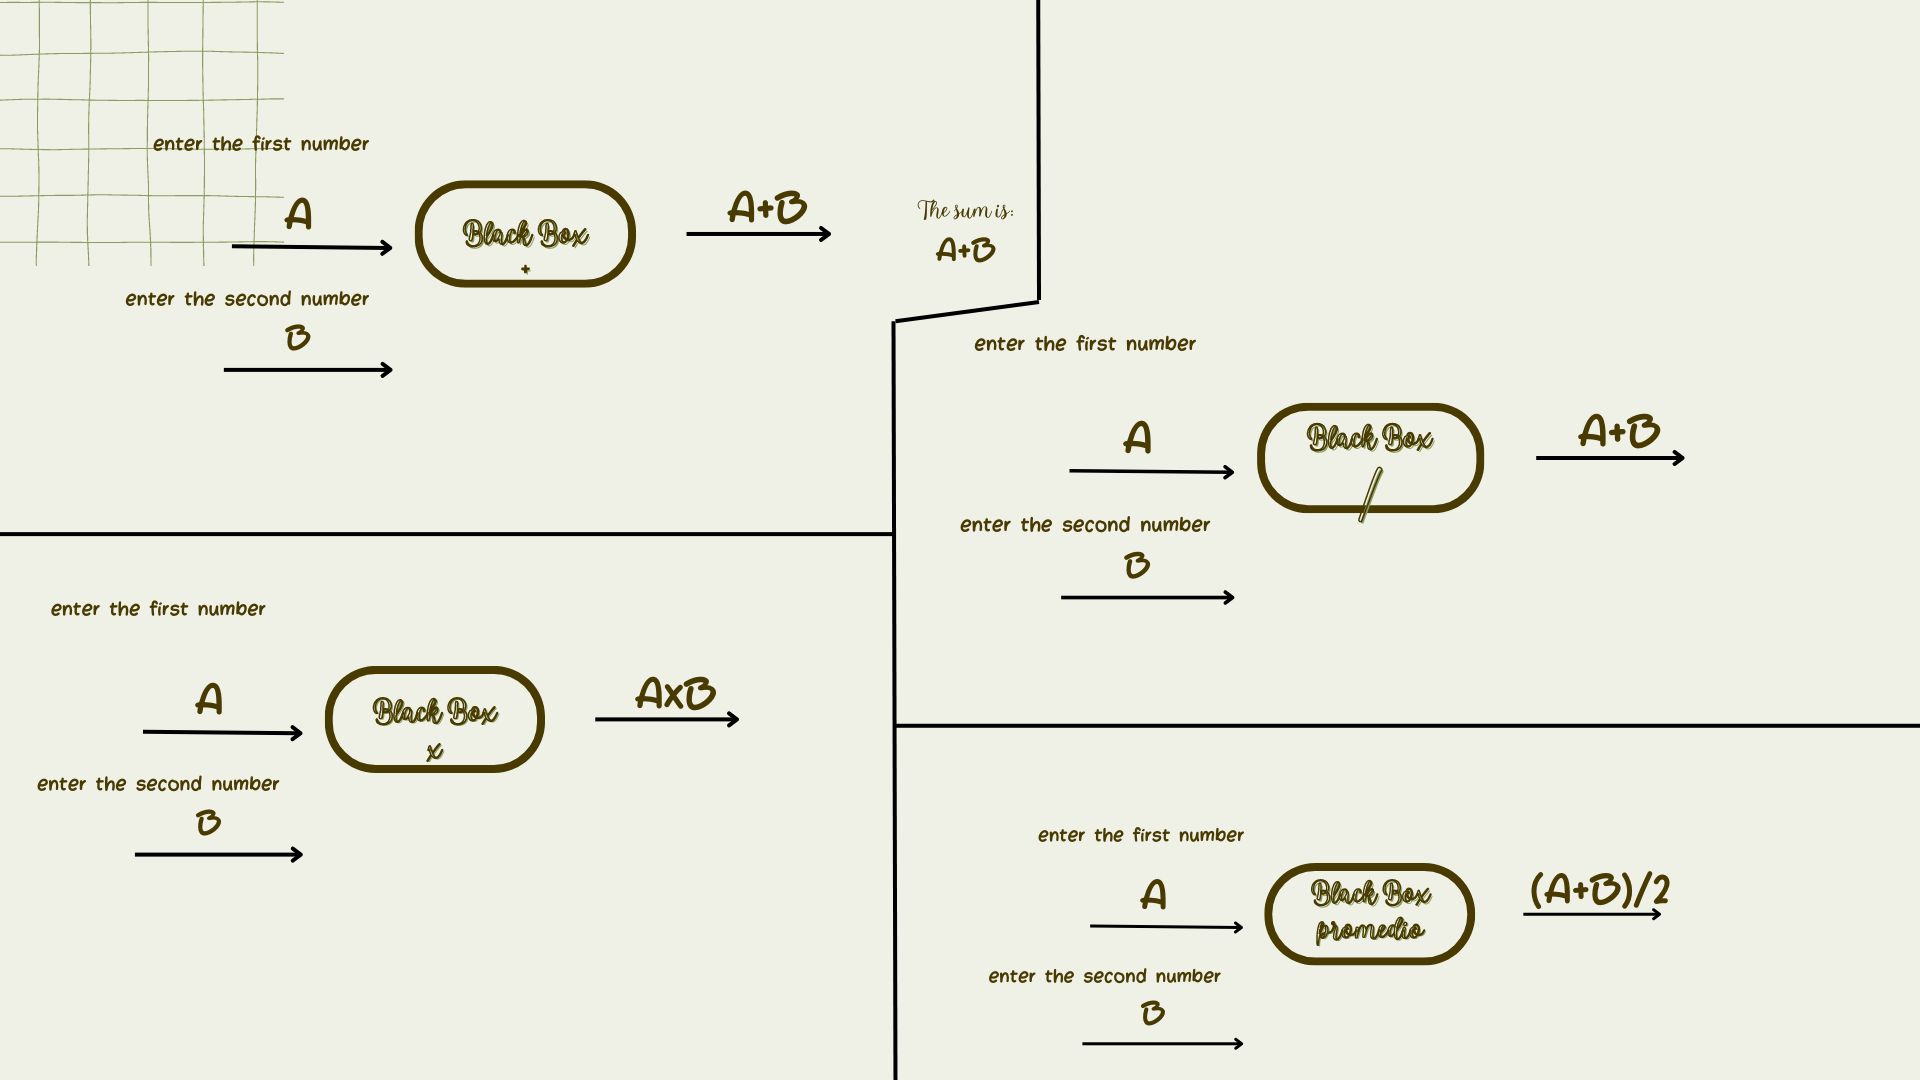 enter the first number
A
Black Box
+
A+B
The sum is:
A+B
enter the second number
B
enter the first number
A
Black Box
/
A+B
enter the second number
B
enter the first number
A
Black Box
x
AxB
enter the second number
B
enter the first number
A
Black Box
promedio
(A+B)/2
enter the second number
B